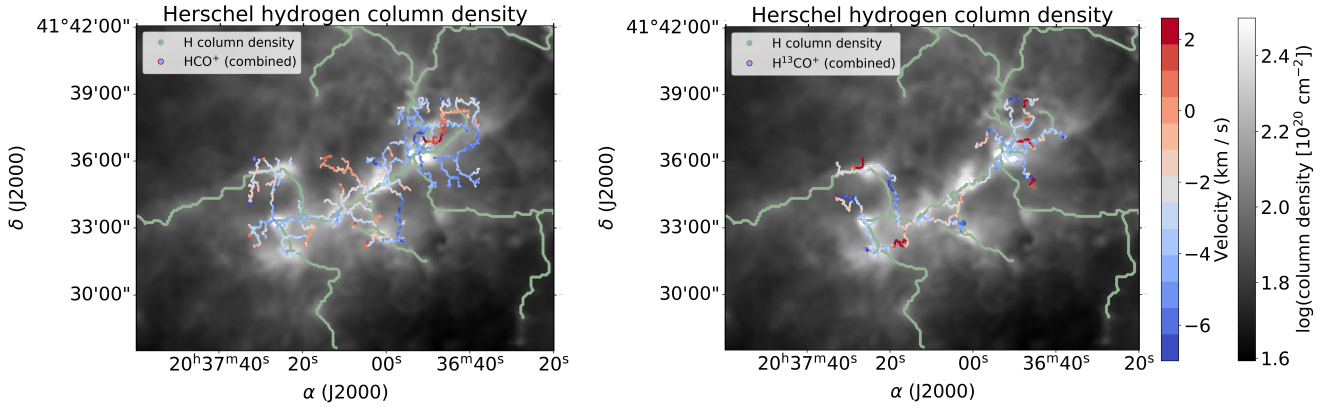 Herschel hydrogen column density
41°42'00"
39'00"
36'00"
33'00"
30'00"
δ (J2000)
H column density
HCO⁺ (combined)
20ʰ37ᵐ40ˢ
20ˢ
00ˢ
36ᵐ40ˢ
20ˢ
α (J2000)
Herschel hydrogen column density
41°42'00"
39'00"
36'00"
33'00"
30'00"
δ (J2000)
H column density
H¹³CO⁺ (combined)
20ʰ37ᵐ40ˢ
20ˢ
00ˢ
36ᵐ40ˢ
20ˢ
α (J2000)
2
0
−2
−4
−6
Velocity (km / s)
2.4
2.2
2.0
1.8
1.6
log(column density [10²⁰ cm⁻²])